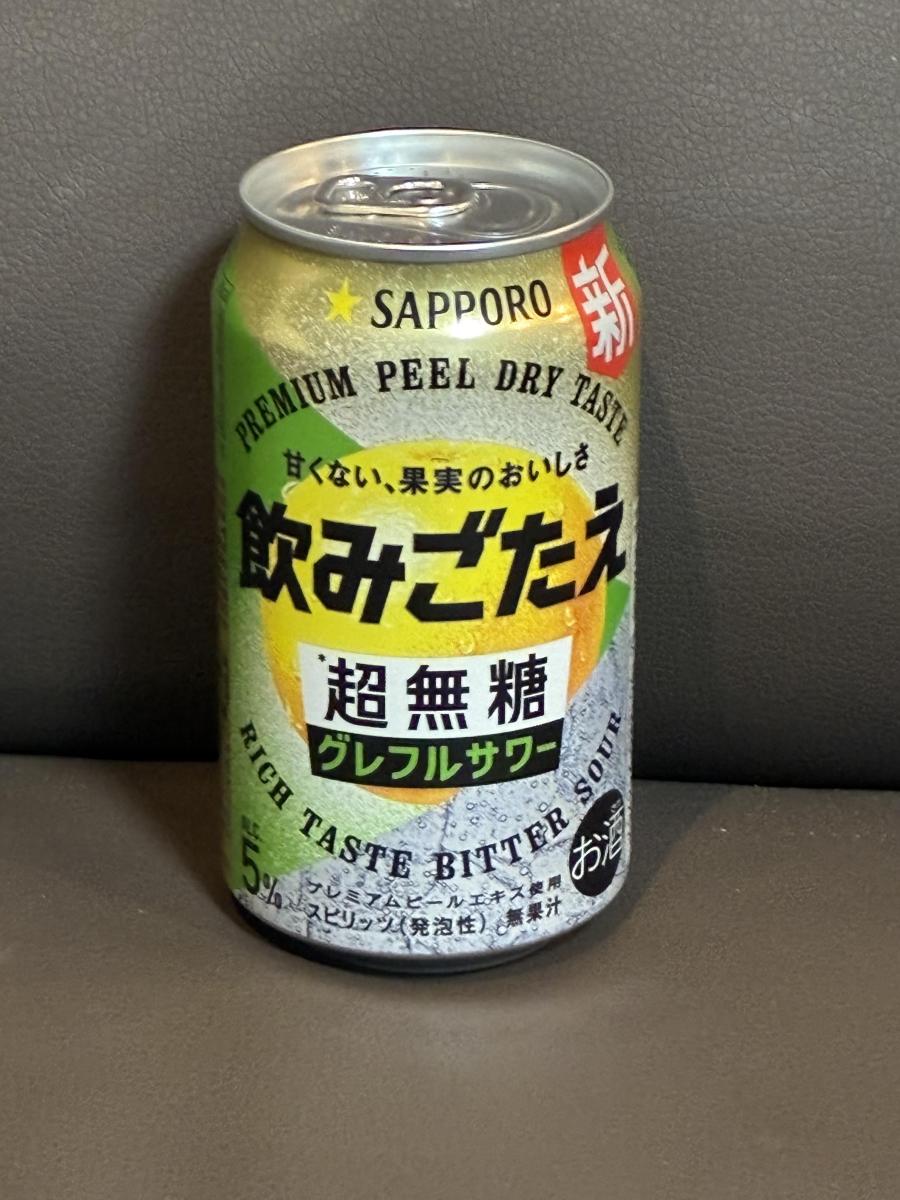 SAPPORO
新
PREMIUM PEEL DRY TASTE
甘くない、果実のおいしさ
飲みごたえ
*超無糖
グレフルサワー
RICH TASTE BITTER SOUR
お酒
ALC.
5%
プレミアムピールエキス使用
スピリッツ(発泡性) 無果汁